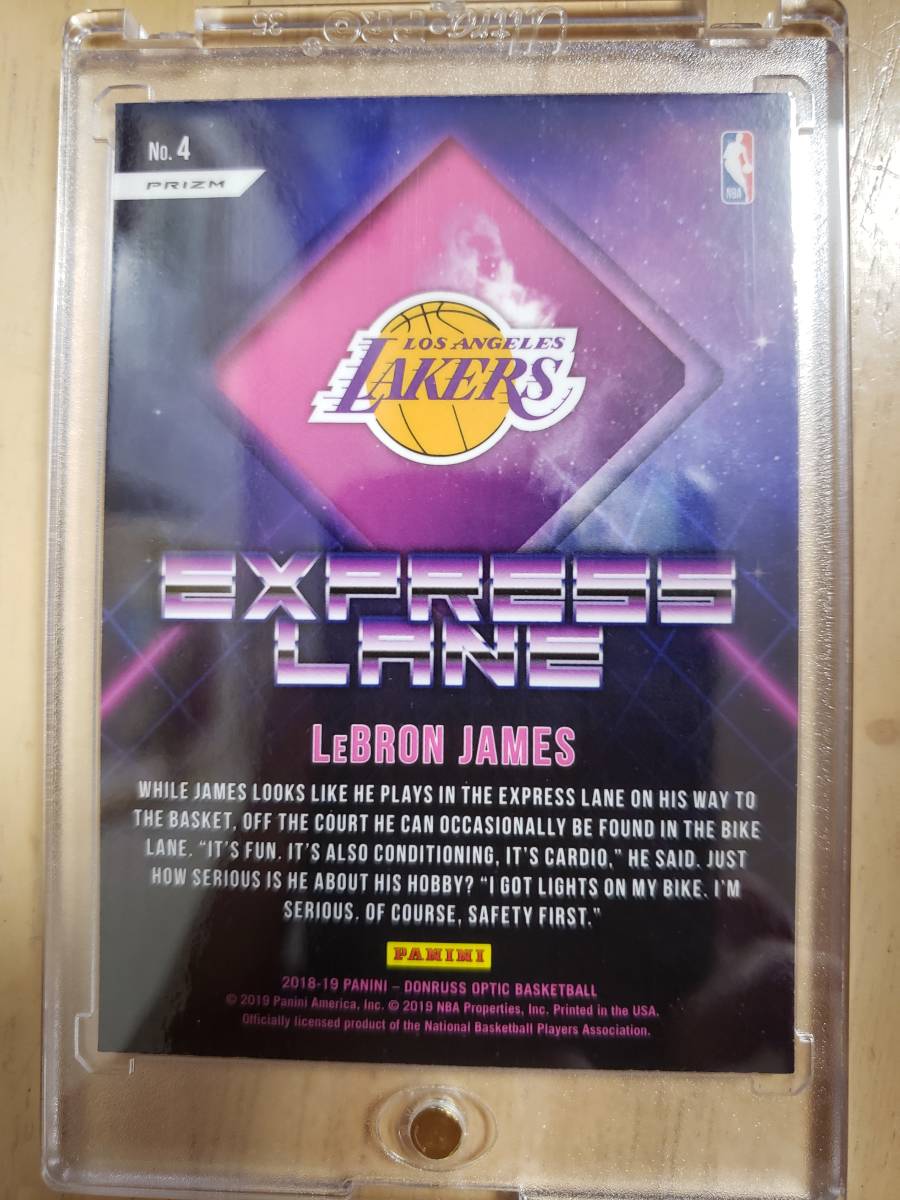 35
Ultra·PRO®
No. 4
PRIZM
NBA
LOS ANGELES
LAKERS
EXPRESS
LANE
LeBRON JAMES
WHILE JAMES LOOKS LIKE HE PLAYS IN THE EXPRESS LANE ON HIS WAY TO
THE BASKET, OFF THE COURT HE CAN OCCASIONALLY BE FOUND IN THE BIKE
LANE. “IT’S FUN. IT’S ALSO CONDITIONING, IT’S CARDIO,” HE SAID. JUST
HOW SERIOUS IS HE ABOUT HIS HOBBY? “I GOT LIGHTS ON MY BIKE. I’M
SERIOUS. OF COURSE, SAFETY FIRST.”
PANINI
2018-19 PANINI – DONRUSS OPTIC BASKETBALL
© 2019 Panini America, Inc. © 2019 NBA Properties, Inc. Printed in the USA.
Officially licensed product of the National Basketball Players Association.